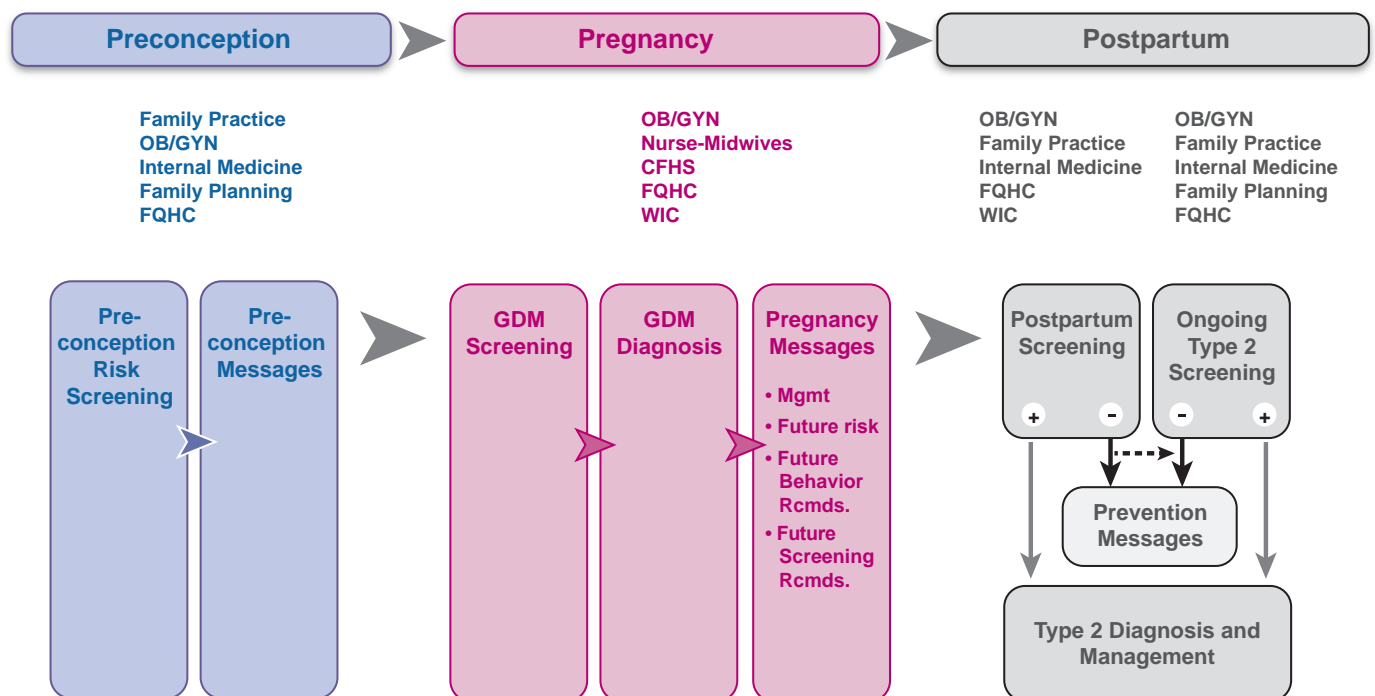 Preconception
Pregnancy
Postpartum
Family Practice
OB/GYN
Internal Medicine
Family Planning
FQHC
OB/GYN
Nurse-Midwives
CFHS
FQHC
WIC
OB/GYN
Family Practice
Internal Medicine
FQHC
WIC
OB/GYN
Family Practice
Internal Medicine
Family Planning
FQHC
Pre-
conception
Risk
Screening
Pre-
conception
Messages
GDM
Screening
GDM
Diagnosis
Pregnancy
Messages
• Mgmt
• Future risk
• Future
Behavior
Rcmds.
• Future
Screening
Rcmds.
Postpartum
Screening
+
-
Ongoing
Type 2
Screening
-
+
Prevention
Messages
Type 2 Diagnosis and
Management